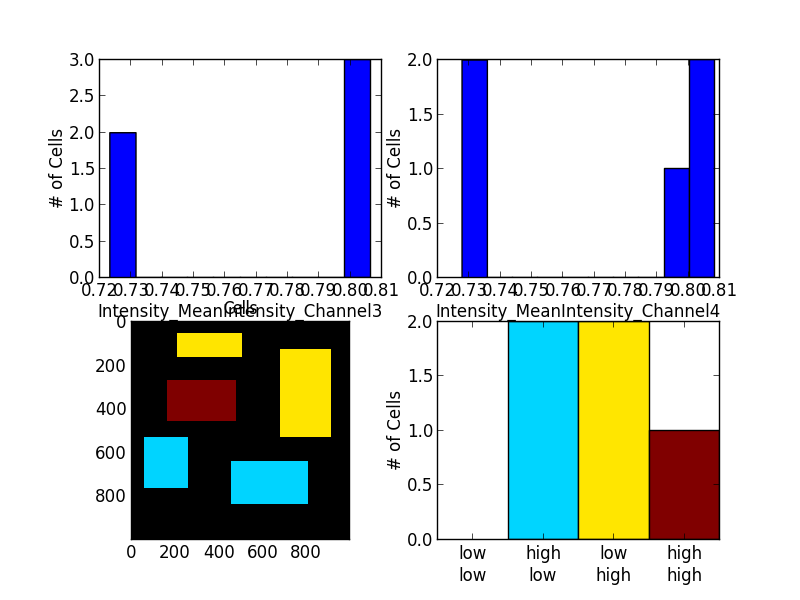 3.0
2.5
2.0
1.5
1.0
0.5
0.0
# of Cells
0.72 0.73 0.74 0.75 0.76 0.77 0.78 0.79 0.80 0.81
Intensity_MeanIntensity_Channel3
2.0
1.5
1.0
0.5
0.0
# of Cells
0.72 0.73 0.74 0.75 0.76 0.77 0.78 0.79 0.80 0.81
Intensity_MeanIntensity_Channel4
Cells
0
200
400
600
800
0 200 400 600 800
2.0
1.5
1.0
0.5
0.0
# of Cells
low high low high
low low high high